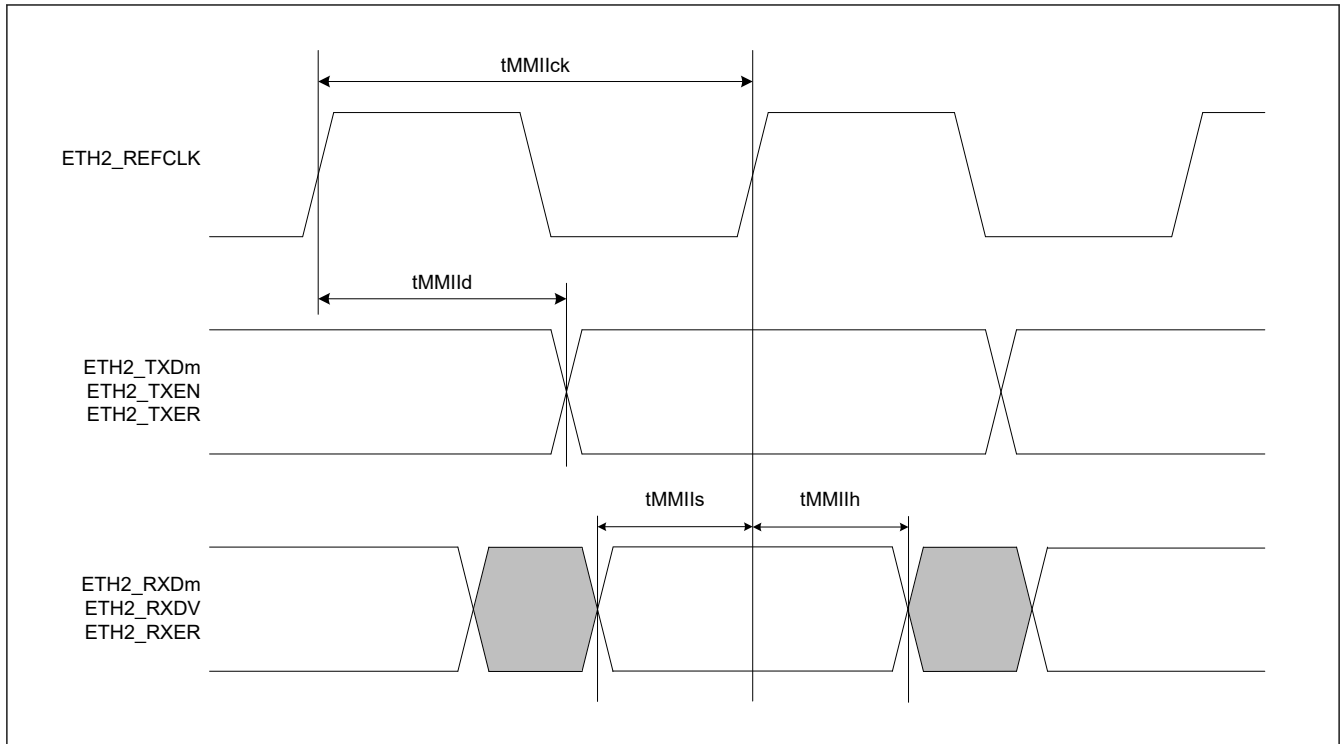 tMMIIck
ETH2_REFCLK
tMMIId
ETH2_TXDm
ETH2_TXEN
ETH2_TXER
tMMIIs
tMMIIh
ETH2_RXDm
ETH2_RXDV
ETH2_RXER